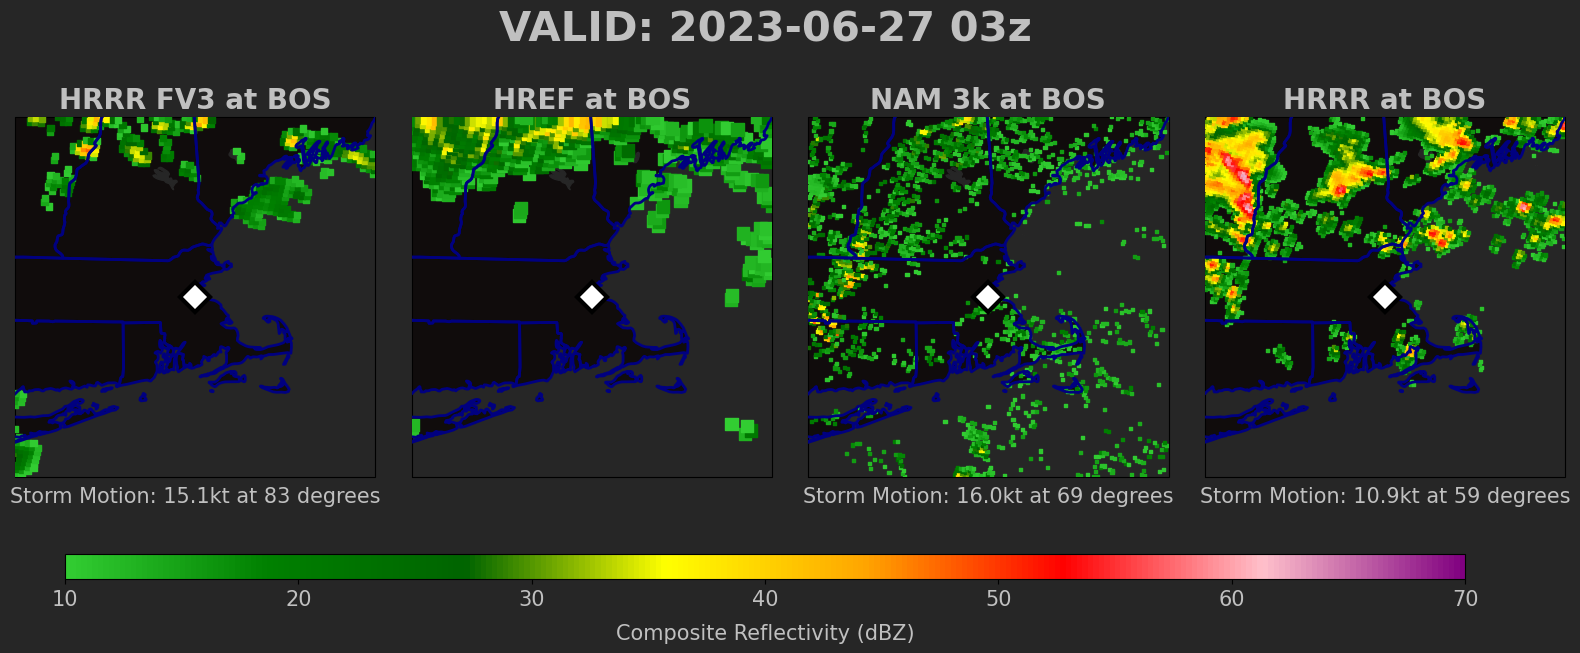 VALID: 2023-06-27 03z
HRRR FV3 at BOS
HREF at BOS
NAM 3k at BOS
HRRR at BOS
Storm Motion: 15.1kt at 83 degrees
Storm Motion: 16.0kt at 69 degrees
Storm Motion: 10.9kt at 59 degrees
10 20 30 40 50 60 70
Composite Reflectivity (dBZ)